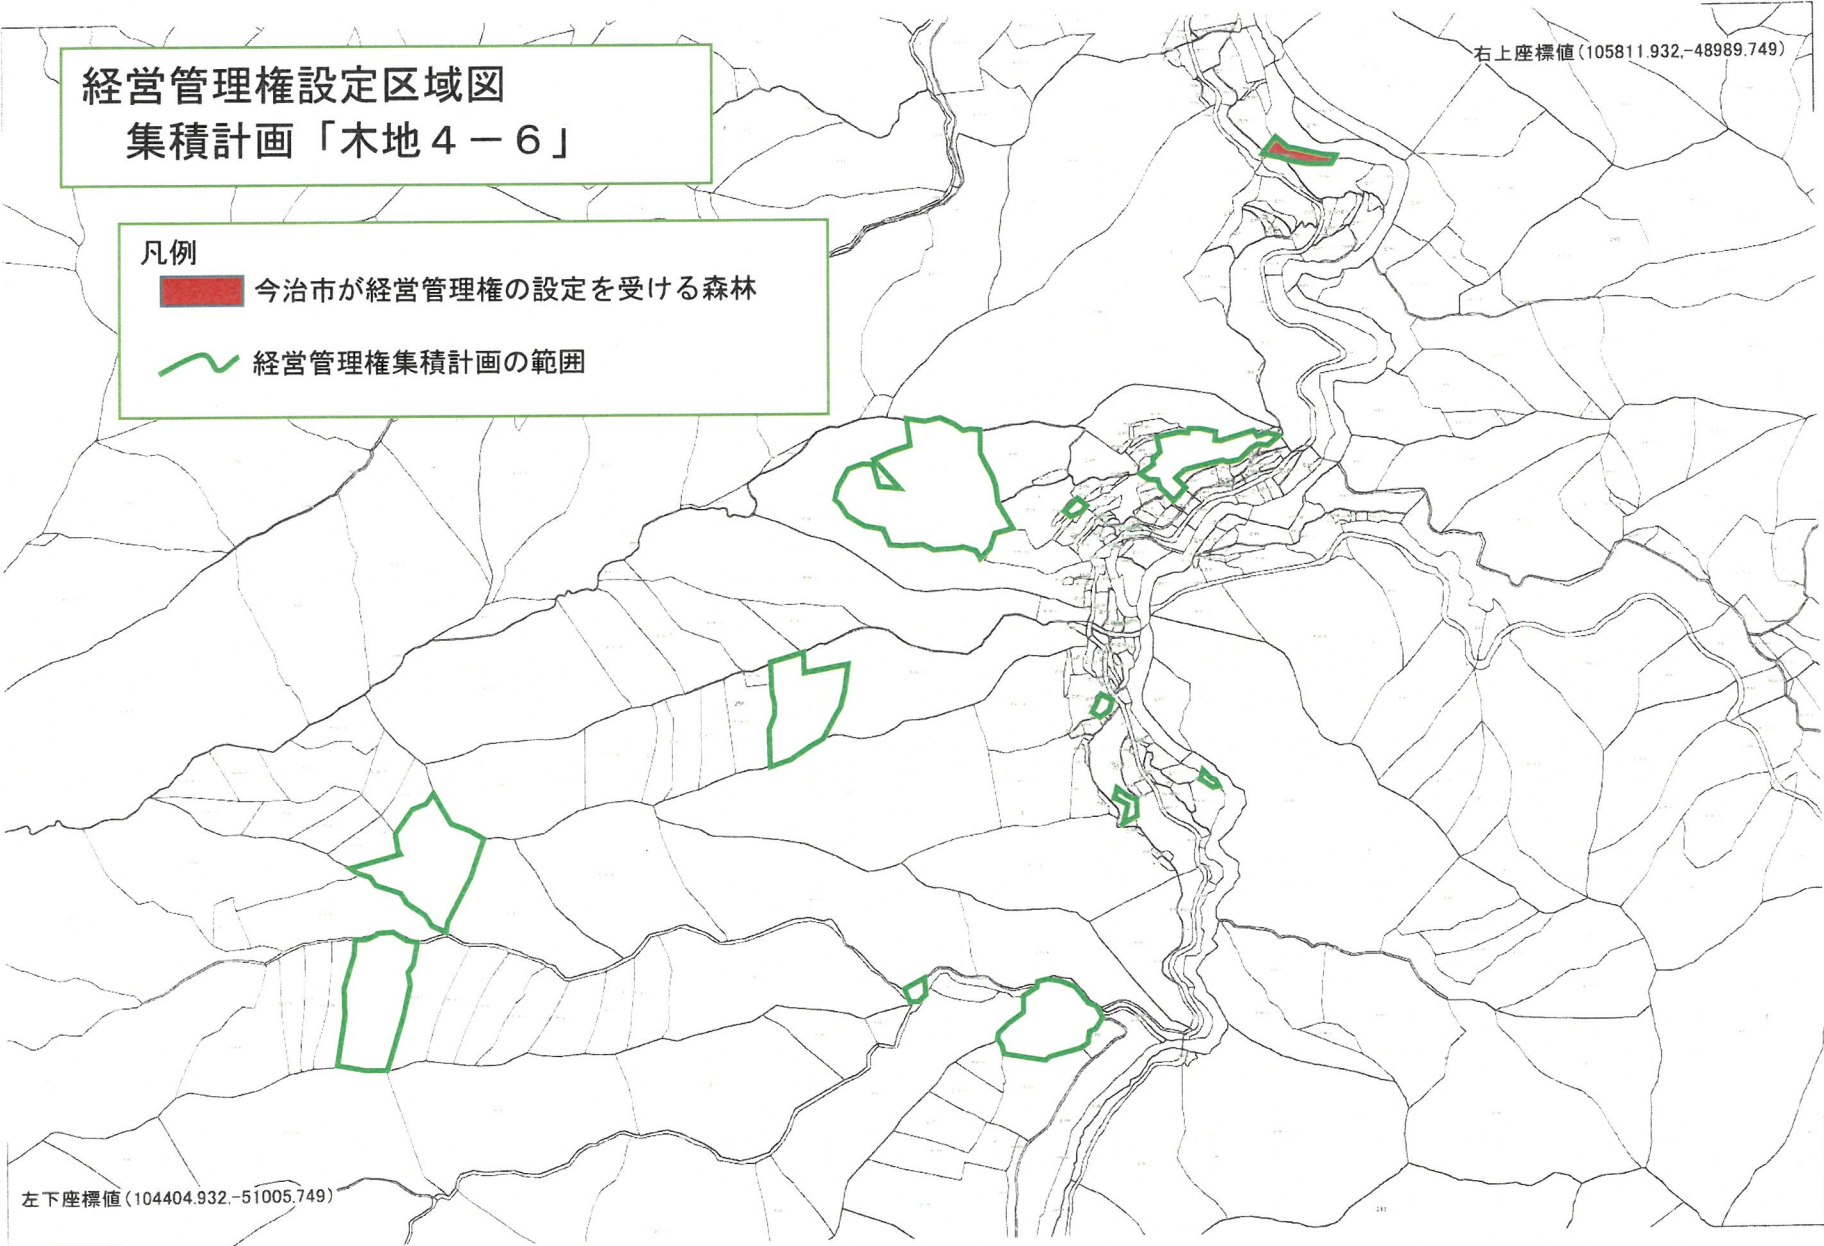 経営管理権設定区域図
集積計画「木地4－6」
右上座標値(105811.932,-48989.749)
凡例
今治市が経営管理権の設定を受ける森林
経営管理権集積計画の範囲
左下座標値(104404.932,-51005.749)